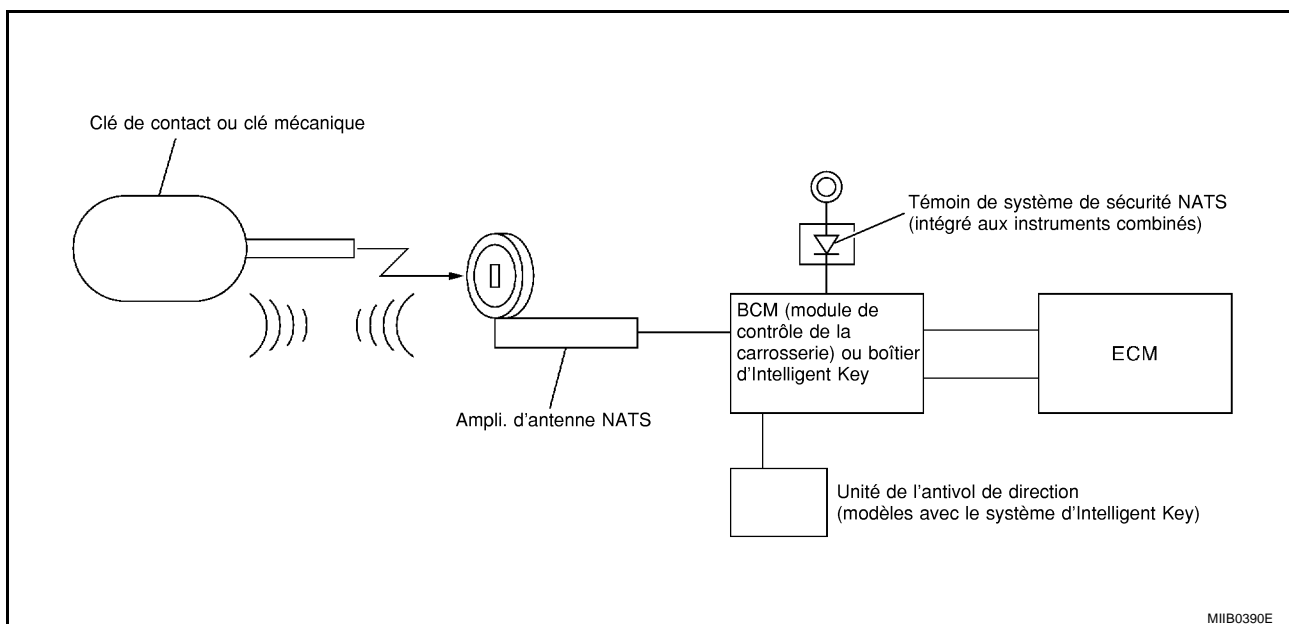 Clé de contact ou clé mécanique
Témoin de système de sécurité NATS
(intégré aux instruments combinés)
BCM (module de
contrôle de la
carrosserie) ou boîtier
d'Intelligent Key
ECM
Ampli. d'antenne NATS
Unité de l'antivol de direction
(modèles avec le système d'Intelligent Key)
MIIB0390E